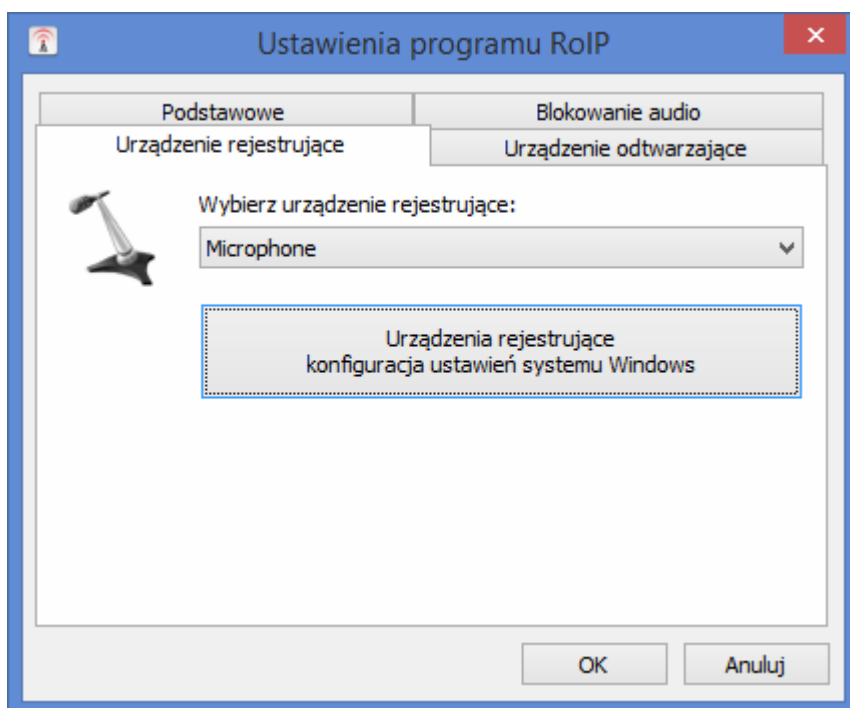 Ustawienia programu RoIP
Podstawowe
Blokowanie audio
Urządzenie rejestrujące
Urządzenie odtwarzające
Wybierz urządzenie rejestrujące:
Microphone
Urządzenia rejestrujące
konfiguracja ustawień systemu Windows
OK
Anuluj